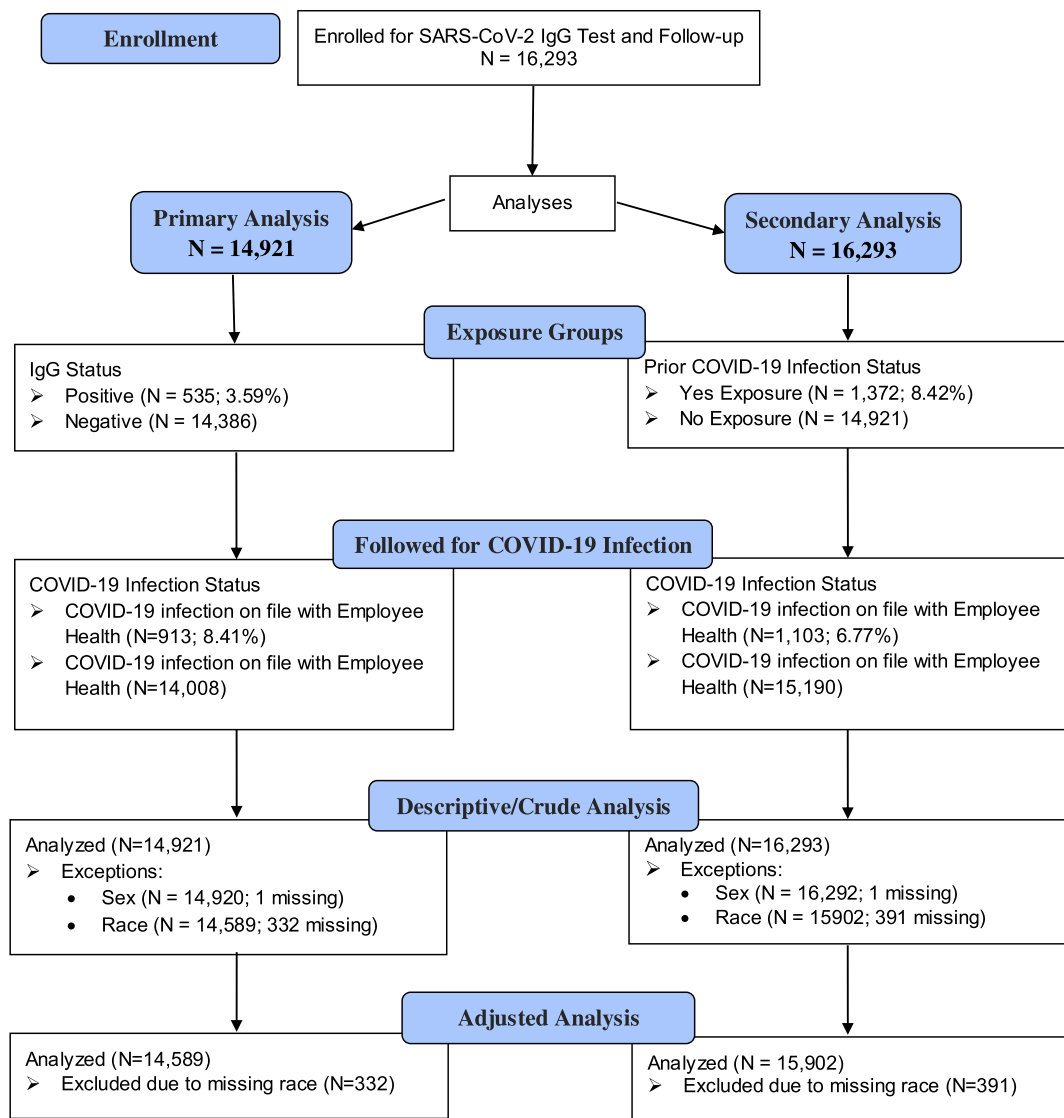 Enrollment
Enrolled for SARS-CoV-2 IgG Test and Follow-up
N = 16,293
Analyses
Primary Analysis
N = 14,921
Secondary Analysis
N = 16,293
Exposure Groups
IgG Status
➢ Positive (N = 535; 3.59%)
➢ Negative (N = 14,386)
Prior COVID-19 Infection Status
➢ Yes Exposure (N = 1,372; 8.42%)
➢ No Exposure (N = 14,921)
Followed for COVID-19 Infection
COVID-19 Infection Status
➢ COVID-19 infection on file with Employee
Health (N=913; 8.41%)
➢ COVID-19 infection on file with Employee
Health (N=14,008)
COVID-19 Infection Status
➢ COVID-19 infection on file with Employee
Health (N=1,103; 6.77%)
➢ COVID-19 infection on file with Employee
Health (N=15,190)
Descriptive/Crude Analysis
Analyzed (N=14,921)
➢ Exceptions:
• Sex (N = 14,920; 1 missing)
• Race (N = 14,589; 332 missing)
Analyzed (N=16,293)
➢ Exceptions:
• Sex (N = 16,292; 1 missing)
• Race (N = 15902; 391 missing)
Adjusted Analysis
Analyzed (N=14,589)
➢ Excluded due to missing race (N=332)
Analyzed (N = 15,902)
➢ Excluded due to missing race (N=391)